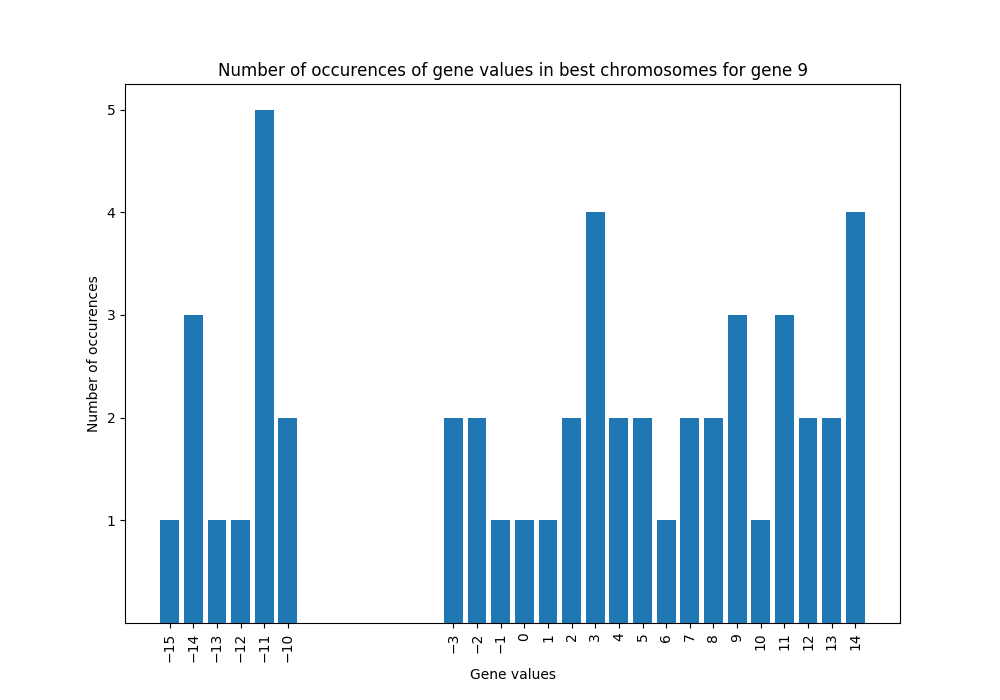 Number of occurences of gene values in best chromosomes for gene 9
Number of occurences
5
4
3
2
1
−15 −14 −13 −12 −11 −10 −3 −2 −1 0 1 2 3 4 5 6 7 8 9 10 11 12 13 14
Gene values